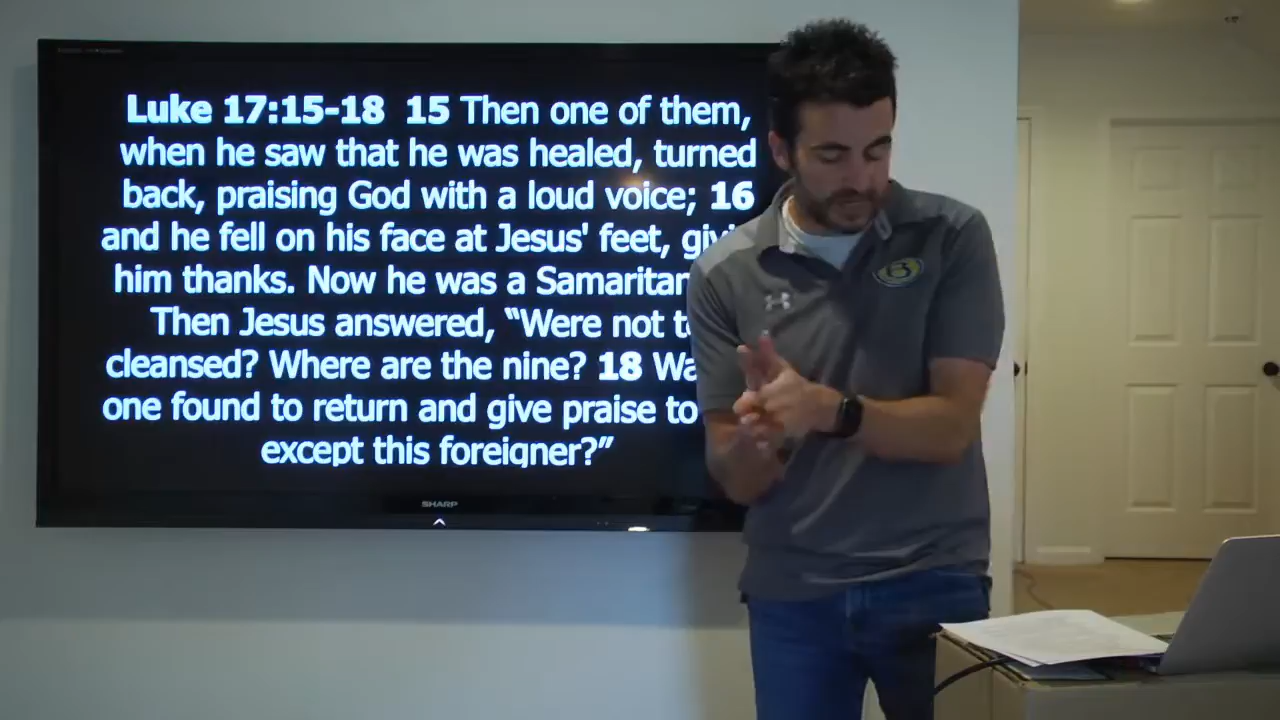 Luke 17:15-18 15 Then one of them,
when he saw that he was healed, turned
back, praising God with a loud voice; 16
and he fell on his face at Jesus' feet,
him thanks. Now he was a Samaritan
Then Jesus answered, “Were not
cleansed? Where are the nine? 18
one found to return and give praise to
except this foreigner?”
SHARP